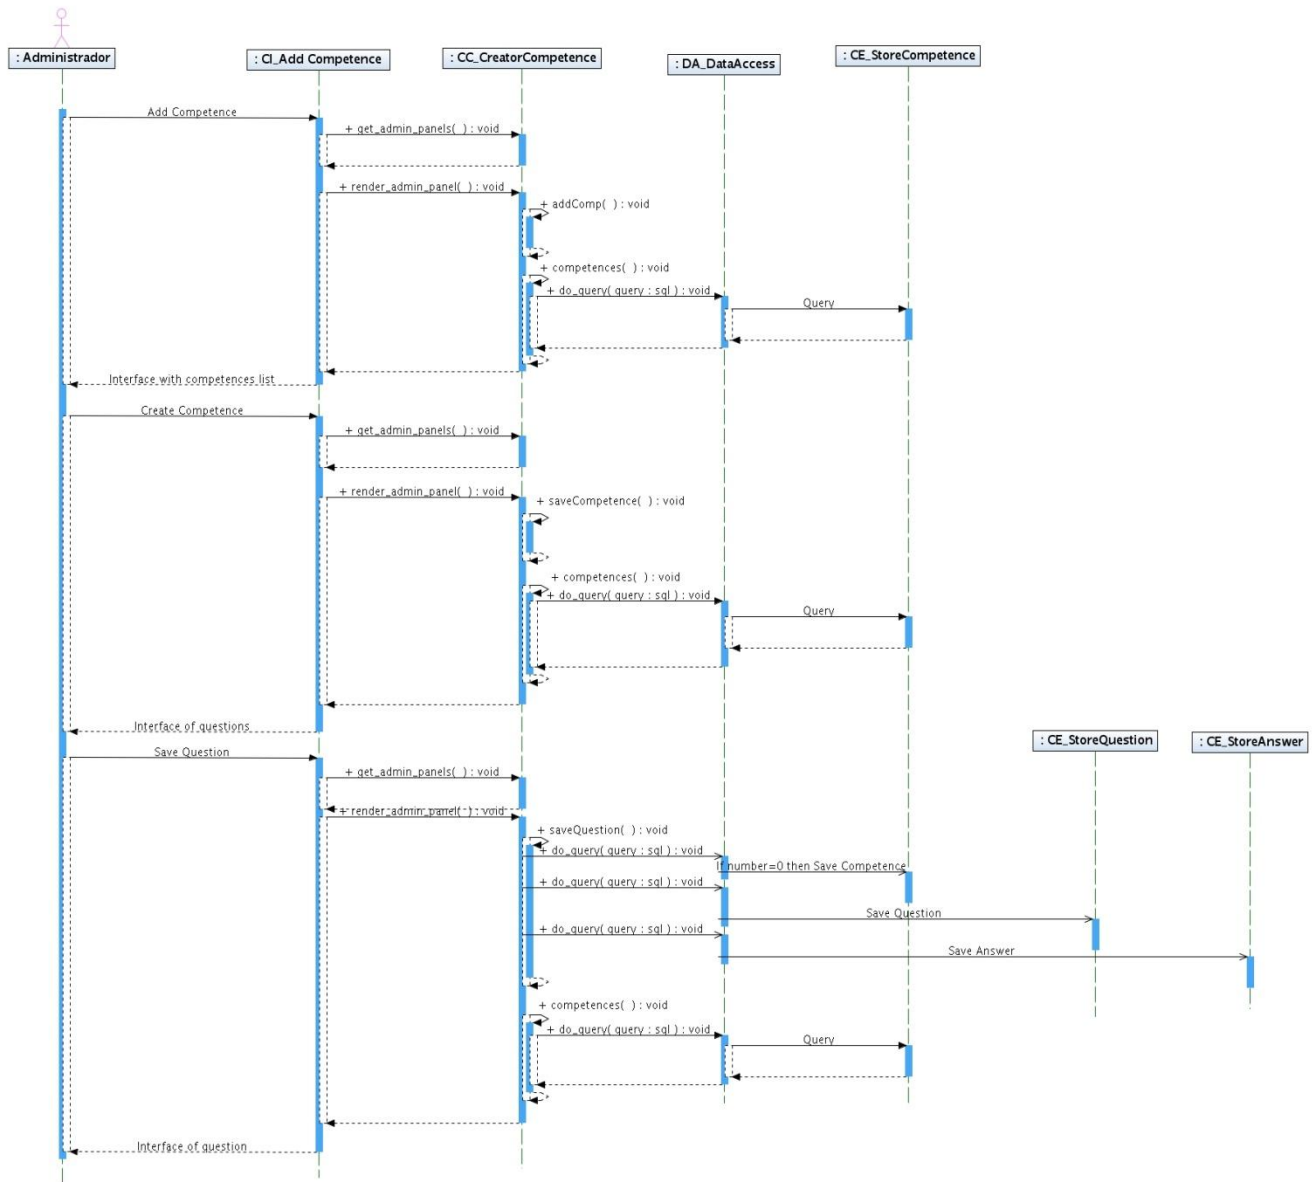 : Administrador
: CI_Add Competence
: CC_CreatorCompetence
: DA_DataAccess
: CE_StoreCompetence
Add Competence
+ get_admin_panels(  ) : void
+ render_admin_panel(  ) : void
+ addComp(  ) : void
+ competences(  ) : void
+ do_query( query : sql ) : void
Query
Interface with competences list
Create Competence
+ get_admin_panels(  ) : void
+ render_admin_panel(  ) : void
+ saveCompetence(  ) : void
+ competences(  ) : void
+ do_query( query : sql ) : void
Query
Interface of questions
: CE_StoreQuestion
: CE_StoreAnswer
Save Question
+ get_admin_panels(  ) : void
+ render_admin_panel(  ) : void
+ saveQuestion(  ) : void
+ do_query( query : sql ) : void
If number=0 then Save Competence
+ do_query( query : sql ) : void
Save Question
+ do_query( query : sql ) : void
Save Answer
+ competences(  ) : void
+ do_query( query : sql ) : void
Query
Interface of question